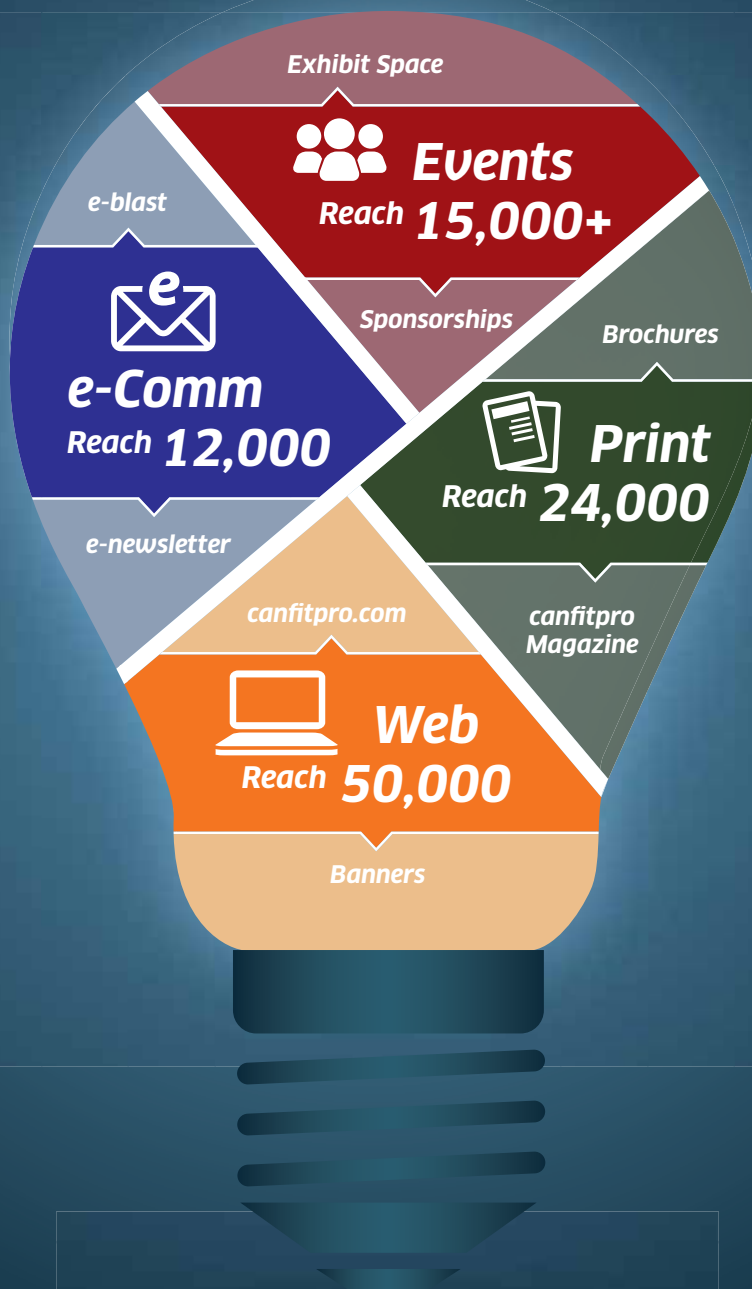 Exhibit Space
Events
Reach 15,000+
Sponsorships
e-blast
e
e-Comm
Reach 12,000
e-newsletter
Brochures
Print
Reach 24,000
canfitpro
Magazine
canfitpro.com
Web
Reach 50,000
Banners